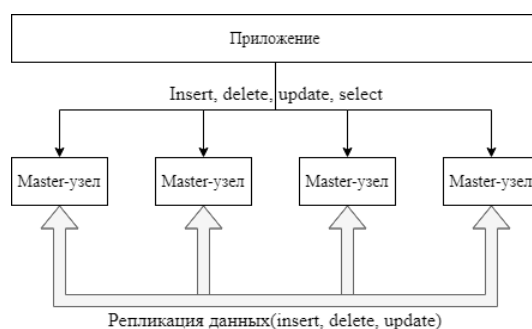 Приложение
Insert, delete, update, select
Master-узел Master-узел Master-узел Master-узел
Репликация данных(insert, delete, update)